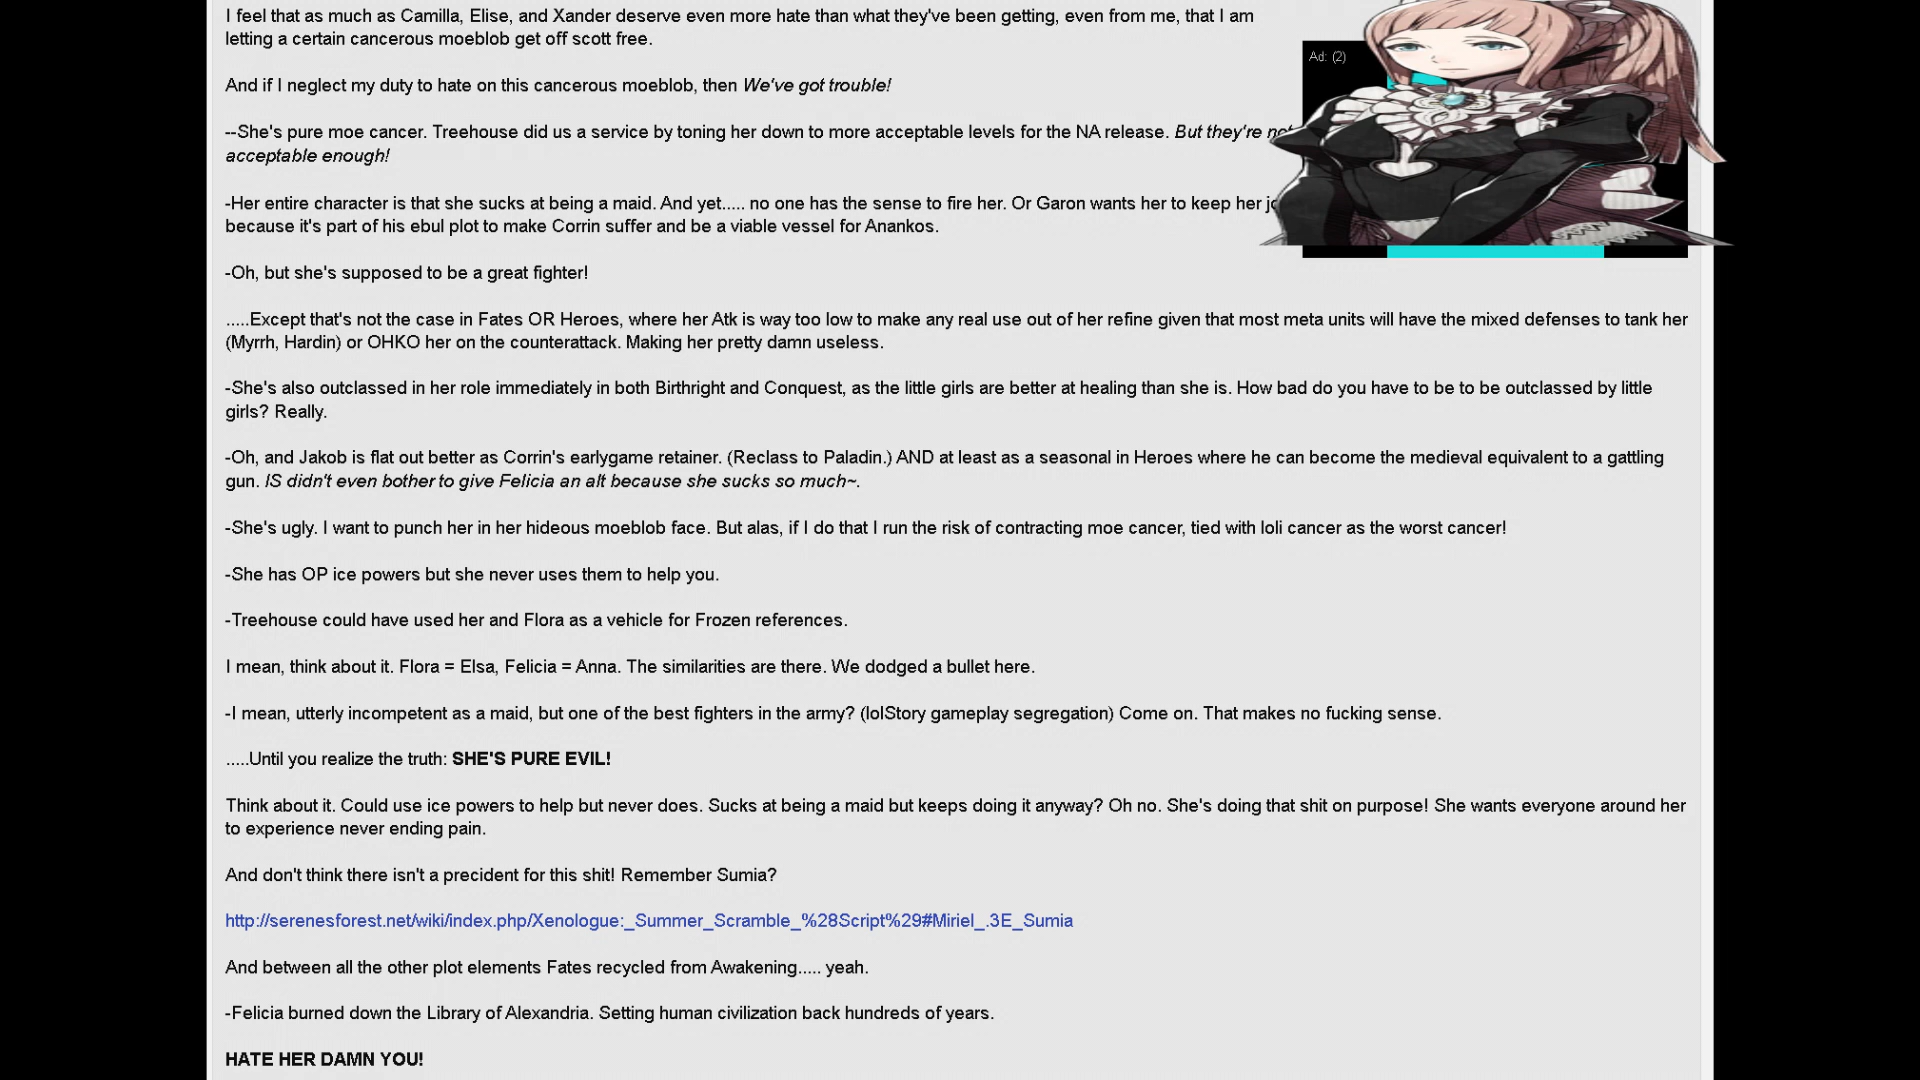 I feel that as much as Camilla, Elise, and Xander deserve even more hate than what they've been getting, even from me, that I am
letting a certain cancerous moeblob get off scott free.
And if I neglect my duty to hate on this cancerous moeblob, then We've got trouble!
Ad: (2)
--She's pure moe cancer. Treehouse did us a service by toning her down to more acceptable levels for the NA release. But they're not
acceptable enough!
-Her entire character is that she sucks at being a maid. And yet..... no one has the sense to fire her. Or Garon wants her to keep her
because it's part of his ebul plot to make Corrin suffer and be a viable vessel for Anankos.
-Oh, but she's supposed to be a great fighter!
.....Except that's not the case in Fates OR Heroes, where her Atk is way too low to make any real use out of her refine given that most meta units will have the mixed defenses to tank her
(Myrrh, Hardin) or OHKO her on the counterattack. Making her pretty damn useless.
-She's also outclassed in her role immediately in both Birthright and Conquest, as the little girls are better at healing than she is. How bad do you have to be to be outclassed by little
girls? Really.
-Oh, and Jakob is flat out better as Corrin's earlygame retainer. (Reclass to Paladin.) AND at least as a seasonal in Heroes where he can become the medieval equivalent to a gattling
gun. IS didn't even bother to give Felicia an alt because she sucks so much~.
-She's ugly. I want to punch her in her hideous moeblob face. But alas, if I do that I run the risk of contracting moe cancer, tied with loli cancer as the worst cancer!
-She has OP ice powers but she never uses them to help you.
-Treehouse could have used her and Flora as a vehicle for Frozen references.
I mean, think about it. Flora = Elsa, Felicia = Anna. The similarities are there. We dodged a bullet here.
-I mean, utterly incompetent as a maid, but one of the best fighters in the army? (lolStory gameplay segregation) Come on. That makes no fucking sense.
.....Until you realize the truth: SHE'S PURE EVIL!
Think about it. Could use ice powers to help but never does. Sucks at being a maid but keeps doing it anyway? Oh no. She's doing that shit on purpose! She wants everyone around her
to experience never ending pain.
And don't think there isn't a precident for this shit! Remember Sumia?
http://serenesforest.net/wiki/index.php/Xenologue:_Summer_Scramble_%28Script%29#Miriel_.3E_Sumia
And between all the other plot elements Fates recycled from Awakening..... yeah.
-Felicia burned down the Library of Alexandria. Setting human civilization back hundreds of years.
HATE HER DAMN YOU!